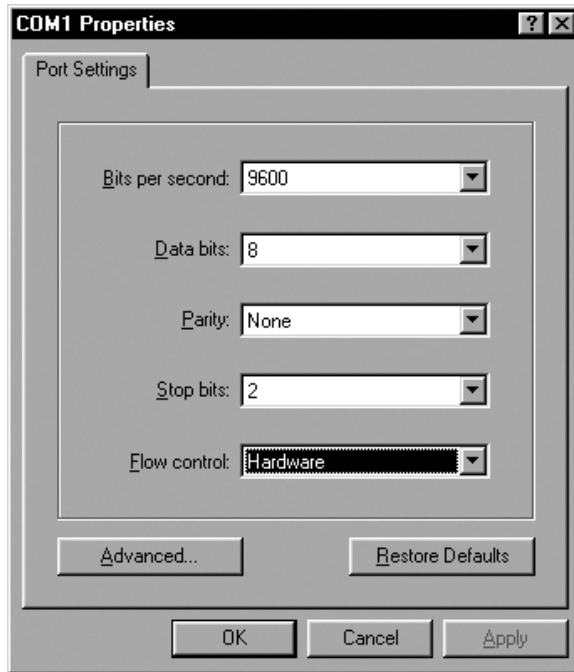 COM1 Properties
Port Settings
Bits per second: 9600
Data bits: 8
Parity: None
Stop bits: 2
Flow control: Hardware
Advanced... Restore Defaults
OK Cancel Apply